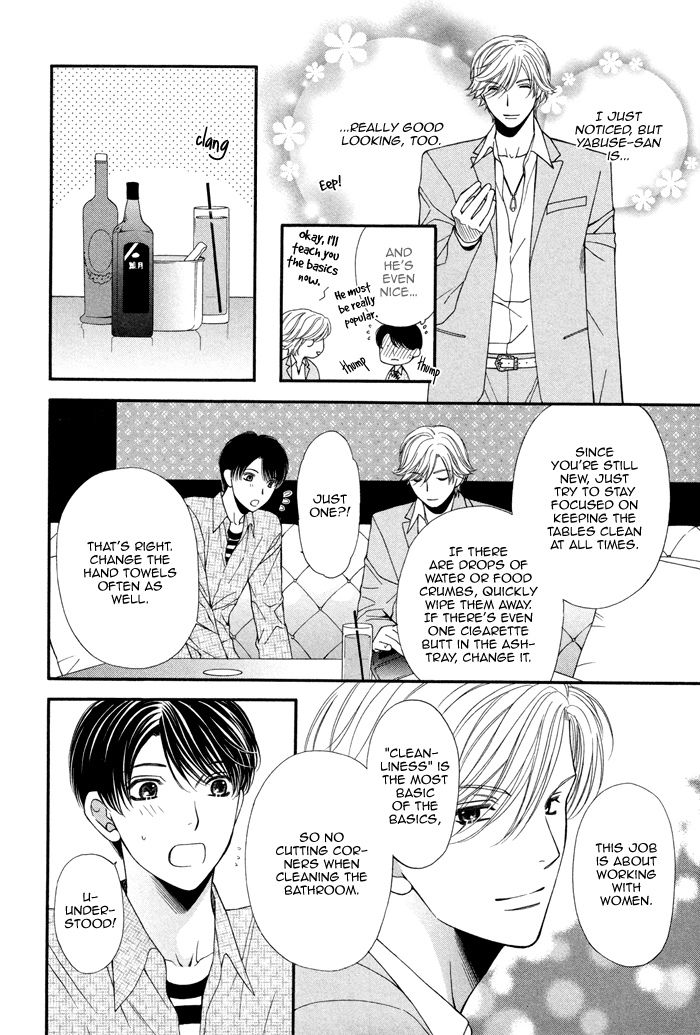 I JUST
NOTICED, BUT
YABUSE-SAN
IS...
...REALLY GOOD
LOOKING, TOO.
Eep!
clang
葉月
AND
HE'S
EVEN
NICE...
okay, I'll
teach you
the basics
now.
He must
be really
popular.
thump
thump
SINCE
YOU'RE STILL
NEW, JUST
TRY TO STAY
FOCUSED ON
KEEPING THE
TABLES CLEAN
AT ALL TIMES.
IF THERE
ARE DROPS OF
WATER OR FOOD
CRUMBS, QUICKLY
WIPE THEM AWAY.
IF THERE'S EVEN
ONE CIGARETTE
BUTT IN THE ASH-
TRAY, CHANGE IT.
JUST
ONE?!
THAT'S RIGHT.
CHANGE THE
HAND TOWELS
OFTEN AS
WELL.
THIS JOB
IS ABOUT
WORKING
WITH
WOMEN.
"CLEAN-
LINESS" IS
THE MOST
BASIC
OF THE
BASICS,
SO NO
CUTTING COR-
NERS WHEN
CLEANING THE
BATHROOM.
U-
UNDER-
STOOD!